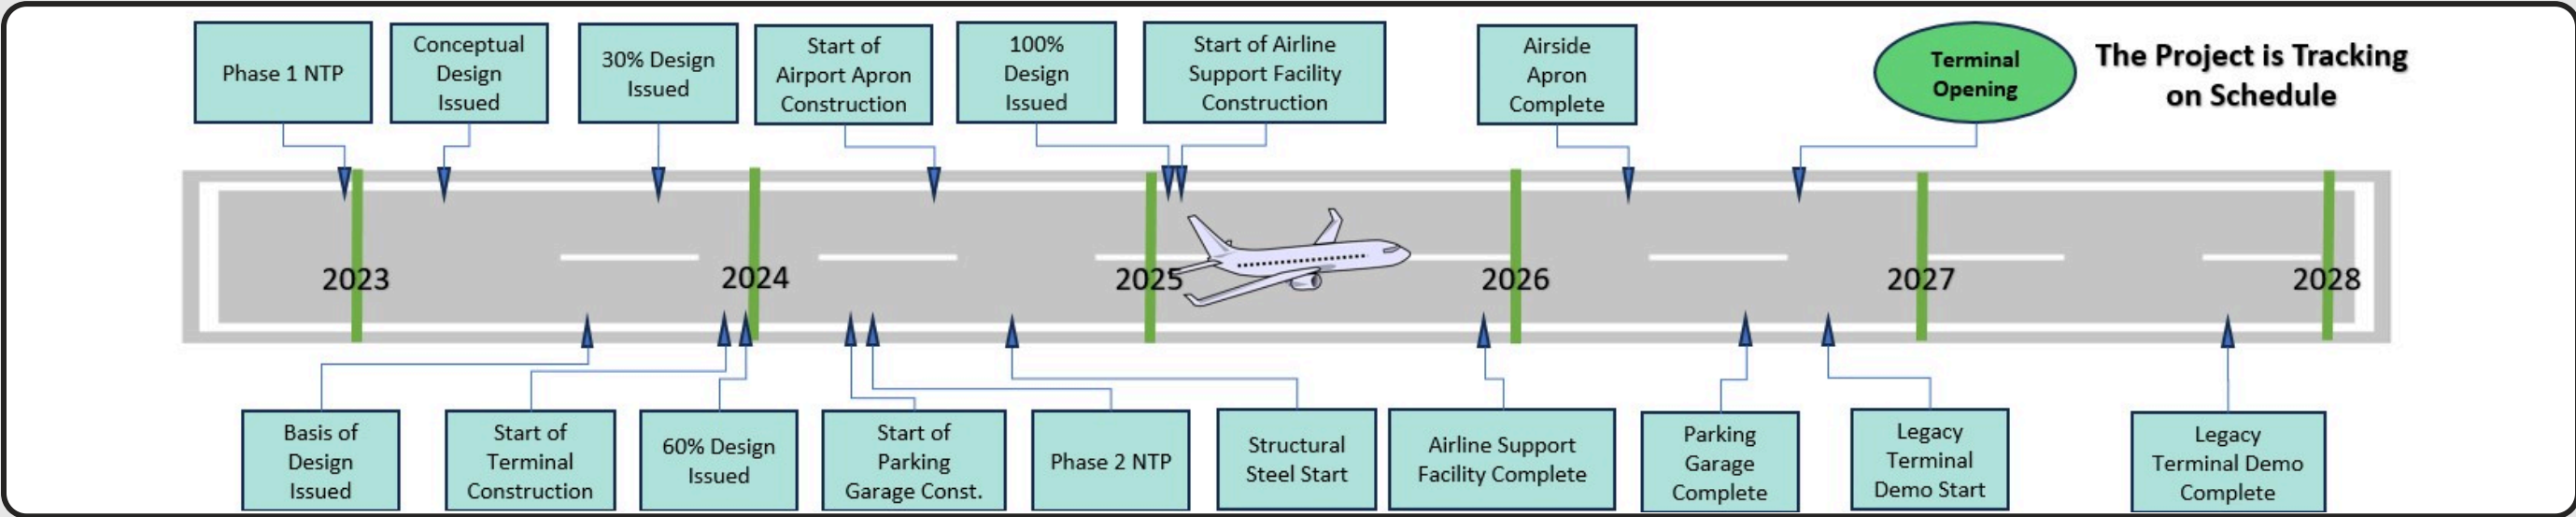 Phase 1 NTP
Conceptual
Design
Issued
30% Design
Issued
Start of
Airport Apron
Construction
100%
Design
Issued
Start of Airline
Support Facility
Construction
Airside
Apron
Complete
Terminal
Opening
The Project is Tracking
on Schedule
2023
2024
2025
2026
2027
2028
Basis of
Design
Issued
Start of
Terminal
Construction
60% Design
Issued
Start of
Parking
Garage Const.
Phase 2 NTP
Structural
Steel Start
Airline Support
Facility Complete
Parking
Garage
Complete
Legacy
Terminal
Demo Start
Legacy
Terminal Demo
Complete